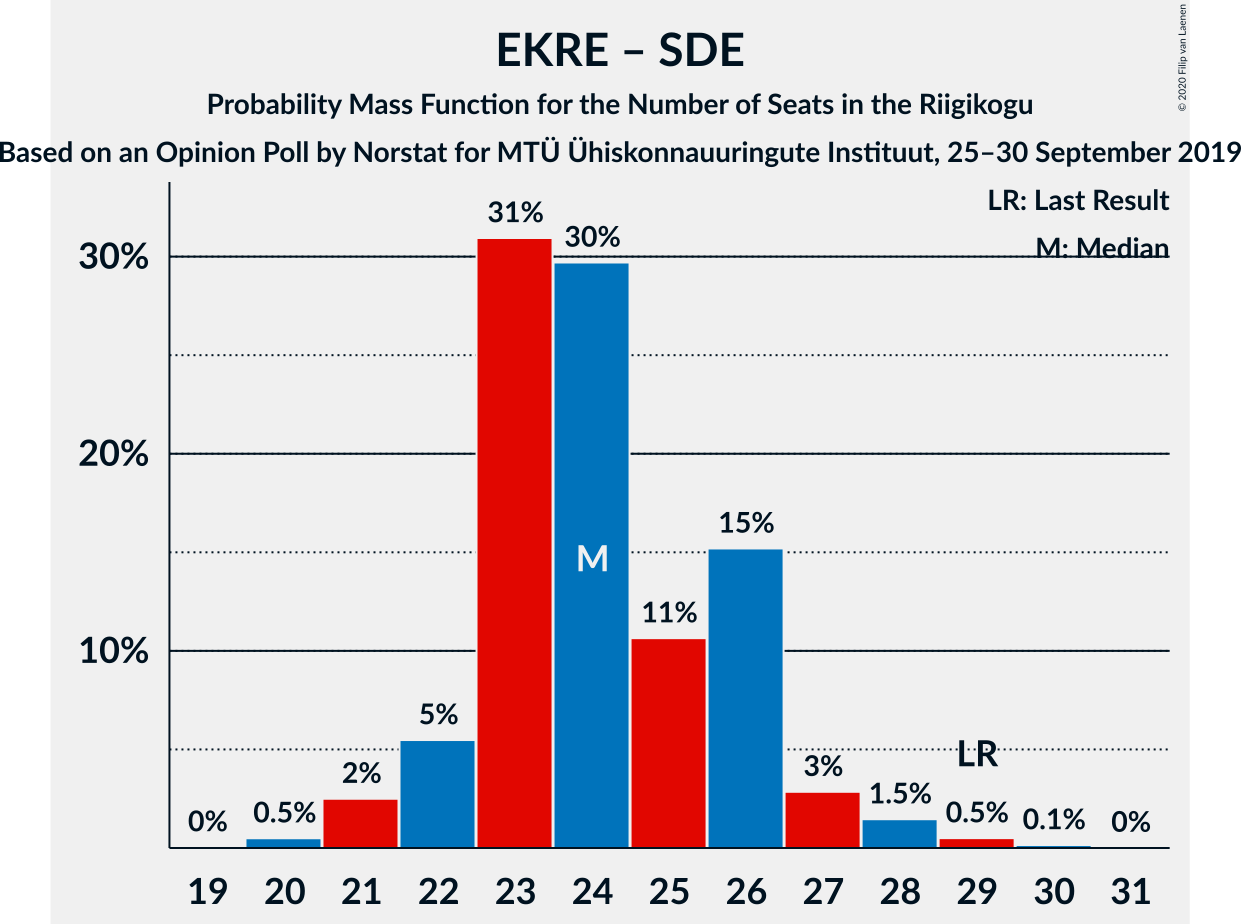 EKRE – SDE
Probability Mass Function for the Number of Seats in the Riigikogu
Based on an Opinion Poll by Norstat for MTÜ Ühiskonnauuringute Instituut, 25–30 September 2019
© 2020 Filip van Laenen
LR: Last Result
M: Median
30%
20%
10%
0%
0.5%
2%
5%
31%
30%
11%
15%
3%
1.5%
0.5%
0.1%
0%
M
LR
19 20 21 22 23 24 25 26 27 28 29 30 31